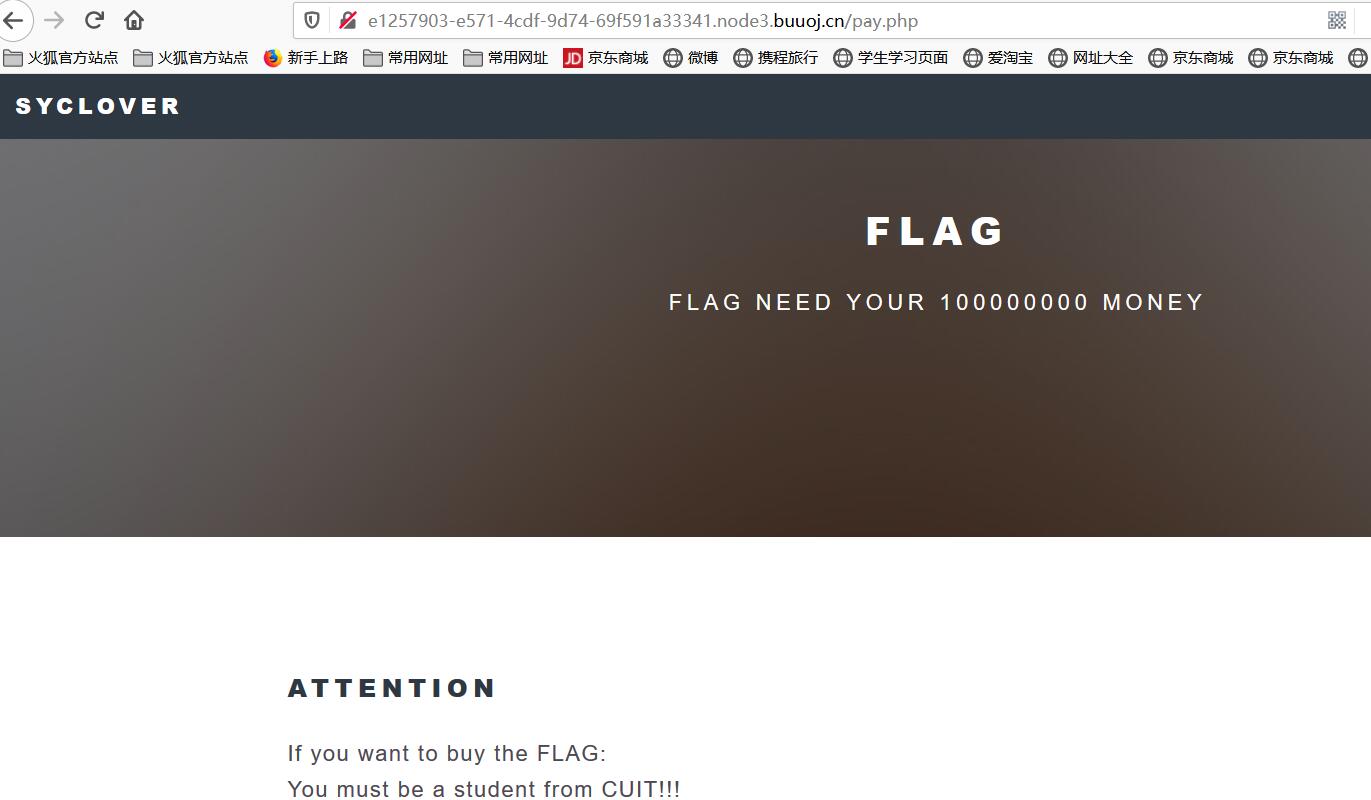 e1257903-e571-4cdf-9d74-69f591a33341.node3.buuoj.cn/pay.php
火狐官方站点 火狐官方站点 新手上路 常用网址 常用网址 JD 京东商城 微博 携程旅行 学生学习页面 爱淘宝 网址大全 京东商城 京东商城
SYCLOVER
FLAG
FLAG NEED YOUR 100000000 MONEY
ATTENTION
If you want to buy the FLAG:
You must be a student from CUIT!!!